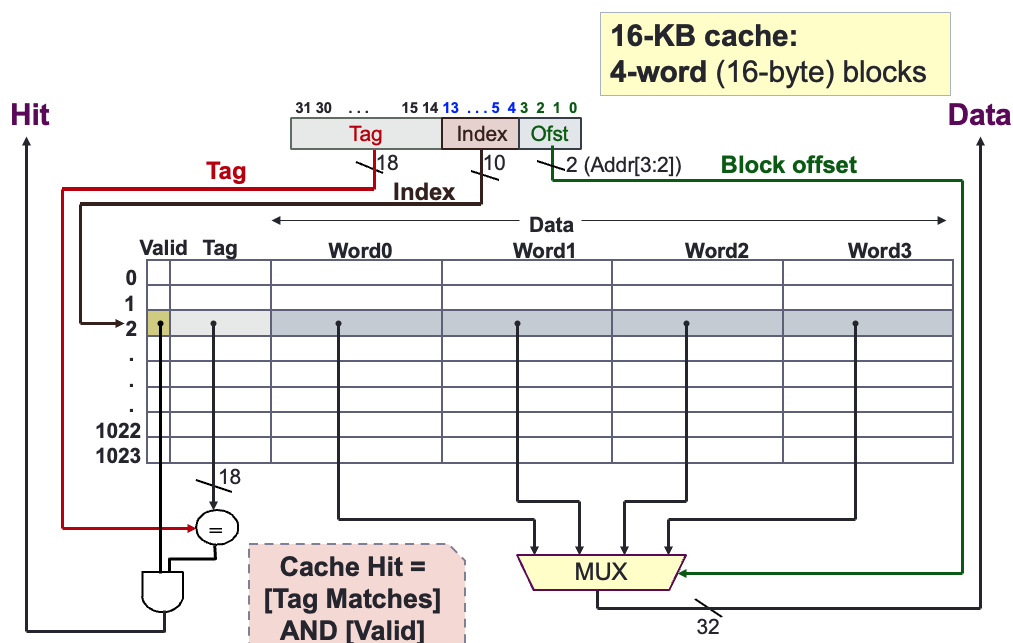 16-KB cache:
4-word (16-byte) blocks
Hit
Data
31 30 ... 15 14 13 ... 5 4 3 2 1 0
Tag Index Ofst
18 10 2 (Addr[3:2])
Tag
Index
Block offset
Data
Valid Tag Word0 Word1 Word2 Word3
0
1
2
.
.
.
1022
1023
18
=
Cache Hit =
[Tag Matches]
AND [Valid]
MUX
32